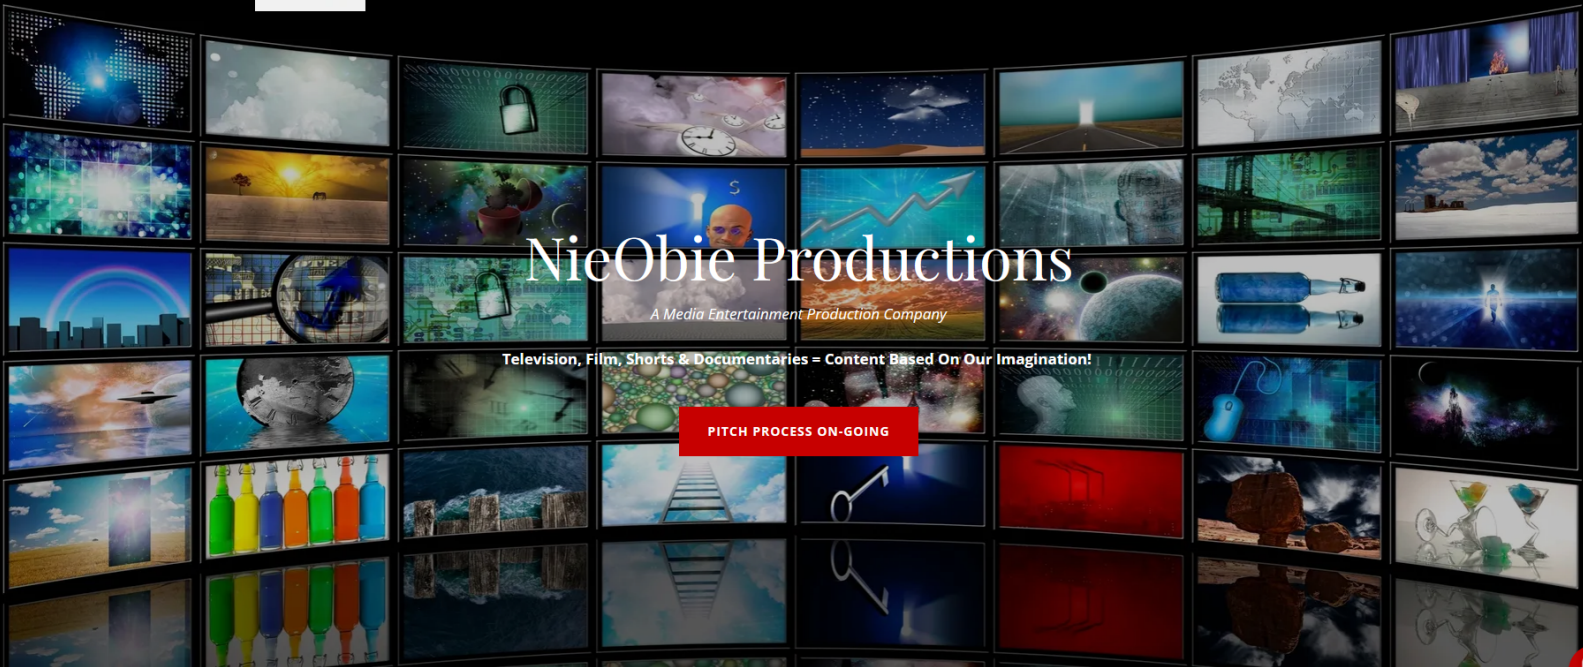 NieObie Productions
A Media Entertainment Production Company
Television, Film, Shorts & Documentaries = Content Based On Our Imagination!
PITCH PROCESS ON-GOING